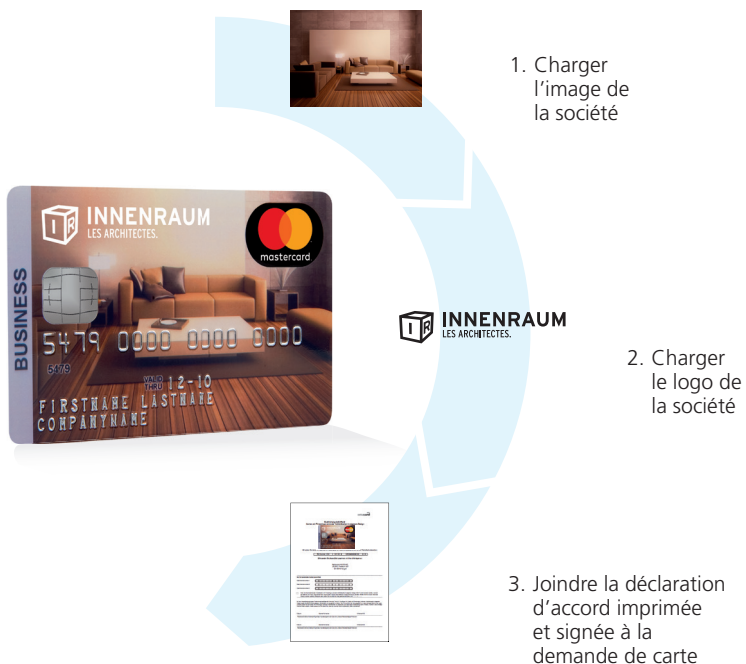 1. Charger
l’image de
la société
INNENRAUM
LES ARCHITECTES.
mastercard
BUSINESS
5479 0000 0000 0000
5479
VALID
THRU 12-10
FIRSTNAME LASTNAME
COMPANYNAME
IR
INNENRAUM
LES ARCHITECTES.
2. Charger
le logo de
la société
3. Joindre la déclaration
d’accord imprimée
et signée à la
demande de carte